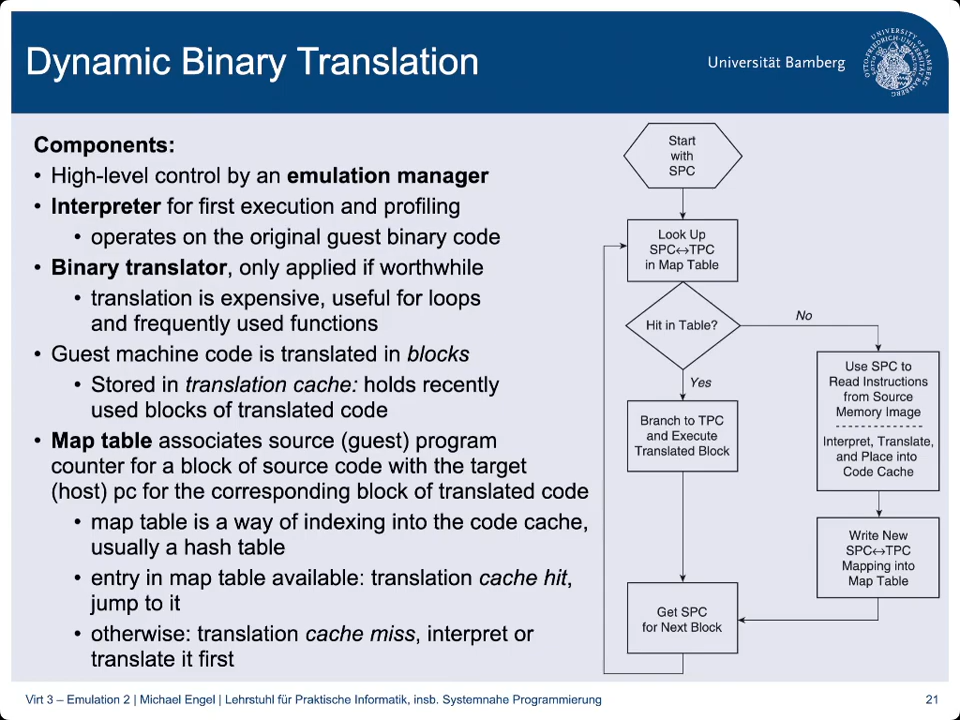 Dynamic Binary Translation
Universität Bamberg
Components:
• High-level control by an emulation manager
• Interpreter for first execution and profiling
• operates on the original guest binary code
• Binary translator, only applied if worthwhile
• translation is expensive, useful for loops
and frequently used functions
• Guest machine code is translated in blocks
• Stored in translation cache: holds recently
used blocks of translated code
• Map table associates source (guest) program
counter for a block of source code with the target
(host) pc for the corresponding block of translated code
• map table is a way of indexing into the code cache,
usually a hash table
• entry in map table available: translation cache hit,
jump to it
• otherwise: translation cache miss, interpret or
translate it first
Start
with
SPC
Look Up
SPC↔TPC
in Map Table
Hit in Table?
No
Yes
Branch to TPC
and Execute
Translated Block
Use SPC to
Read Instructions
from Source
Memory Image
Interpret, Translate,
and Place into
Code Cache
Write New
SPC↔TPC
Mapping into
Map Table
Get SPC
for Next Block
Virt 3 – Emulation 2 | Michael Engel | Lehrstuhl für Praktische Informatik, insb. Systemnahe Programmierung
21